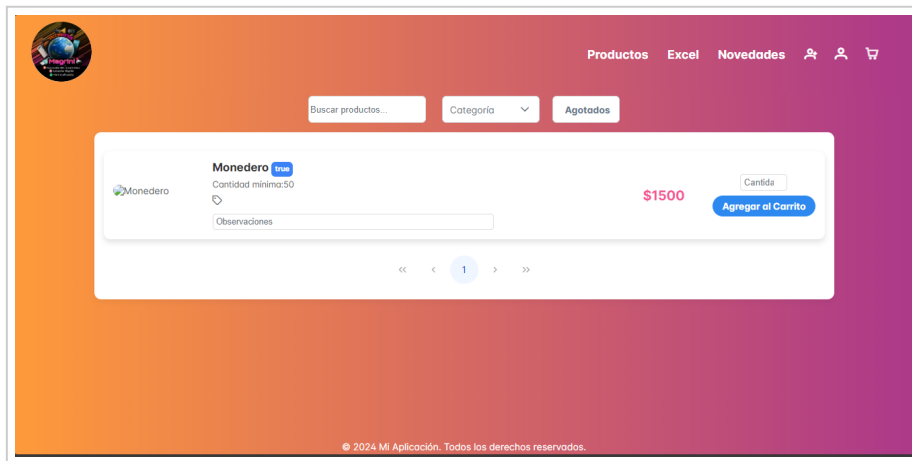 Magrini
Productos Excel Novedades
Buscar productos... Categoría Agotados
Monedero true
Monedero
Cantidad mínima:50
Observaciones
$1500
Cantida
Agregar al Carrito
<< < 1 > >>
© 2024 Mi Aplicación. Todos los derechos reservados.